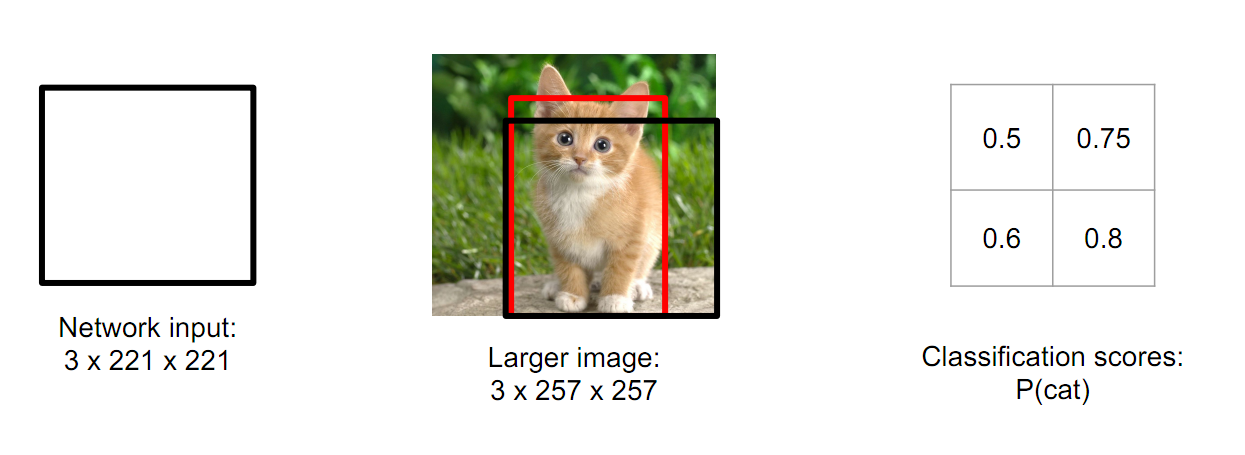 Network input:
3 x 221 x 221
Larger image:
3 x 257 x 257
0.5 0.75
0.6 0.8
Classification scores:
P(cat)